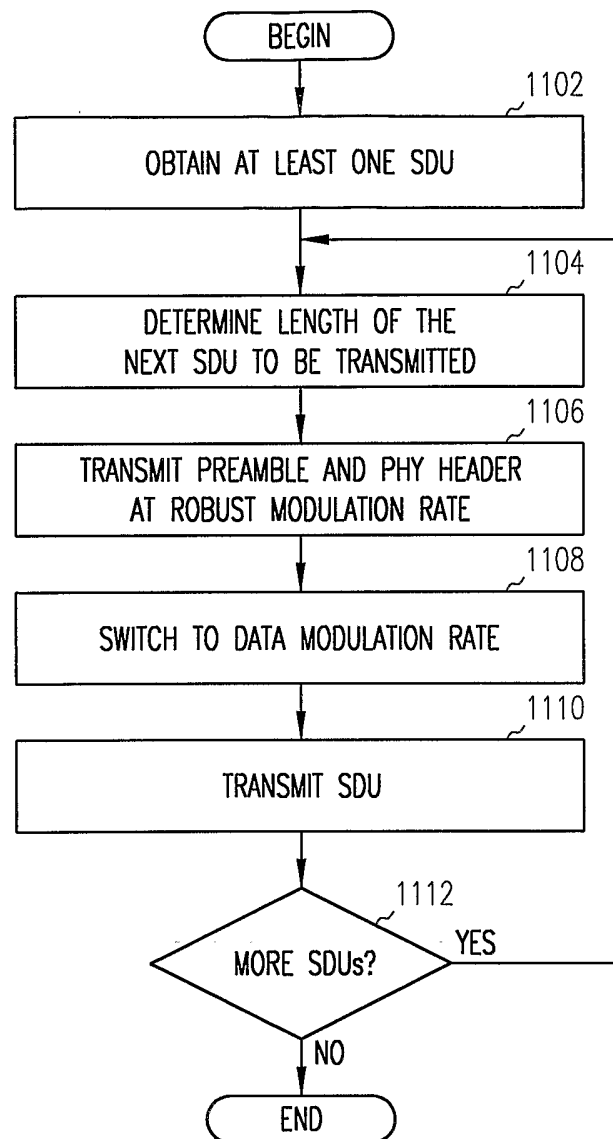 BEGIN
1102
OBTAIN AT LEAST ONE SDU
1104
DETERMINE LENGTH OF THE
NEXT SDU TO BE TRANSMITTED
1106
TRANSMIT PREAMBLE AND PHY HEADER
AT ROBUST MODULATION RATE
1108
SWITCH TO DATA MODULATION RATE
1110
TRANSMIT SDU
1112
MORE SDUs?
YES
NO
END